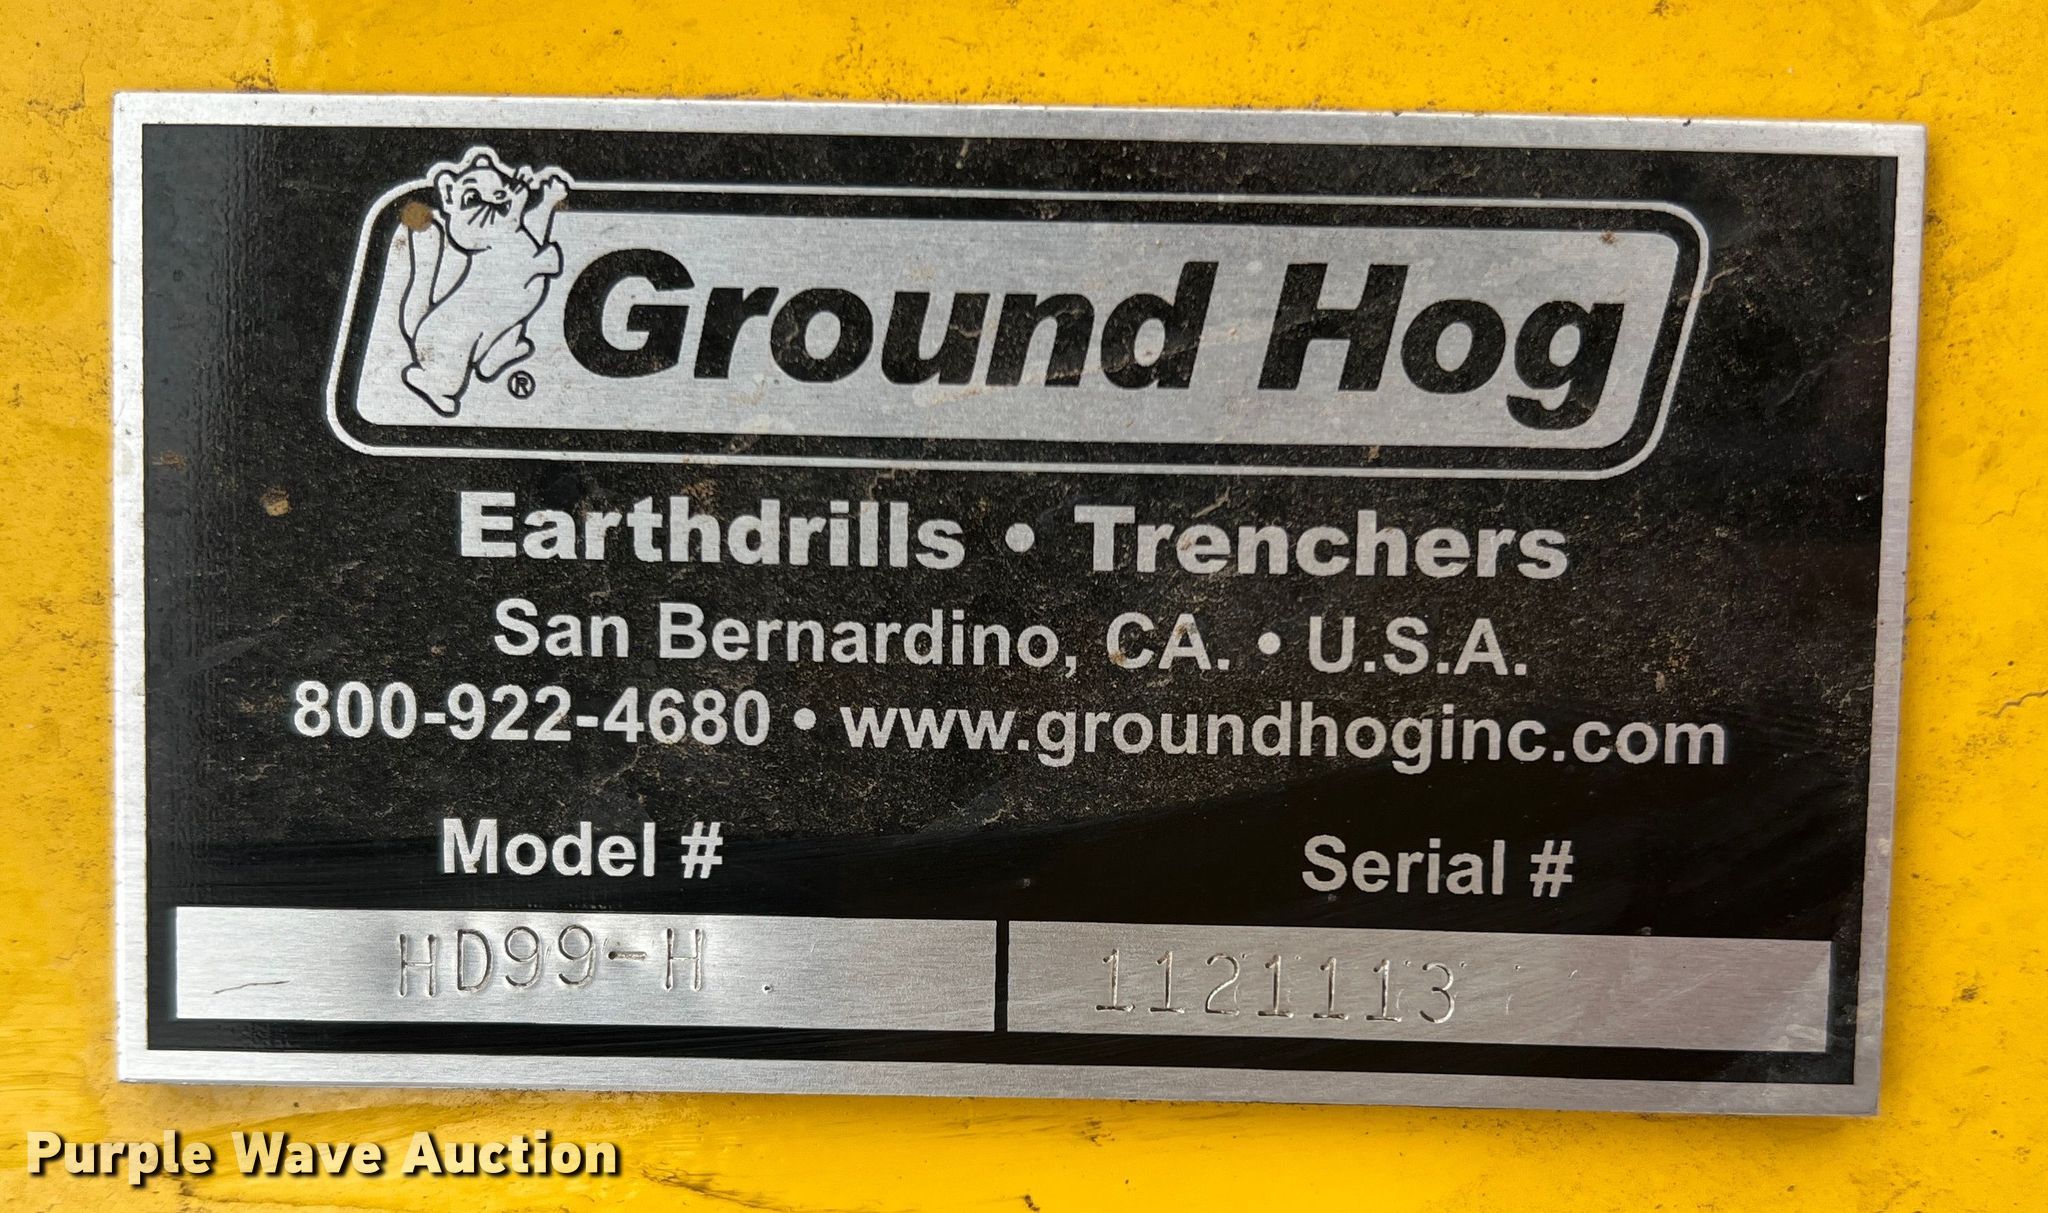 Ground Hog
®
Earthdrills • Trenchers
San Bernardino, CA. • U.S.A.
800-922-4680 • www.groundhoginc.com
Model # Serial #
HD99-H 1121113
Purple Wave Auction